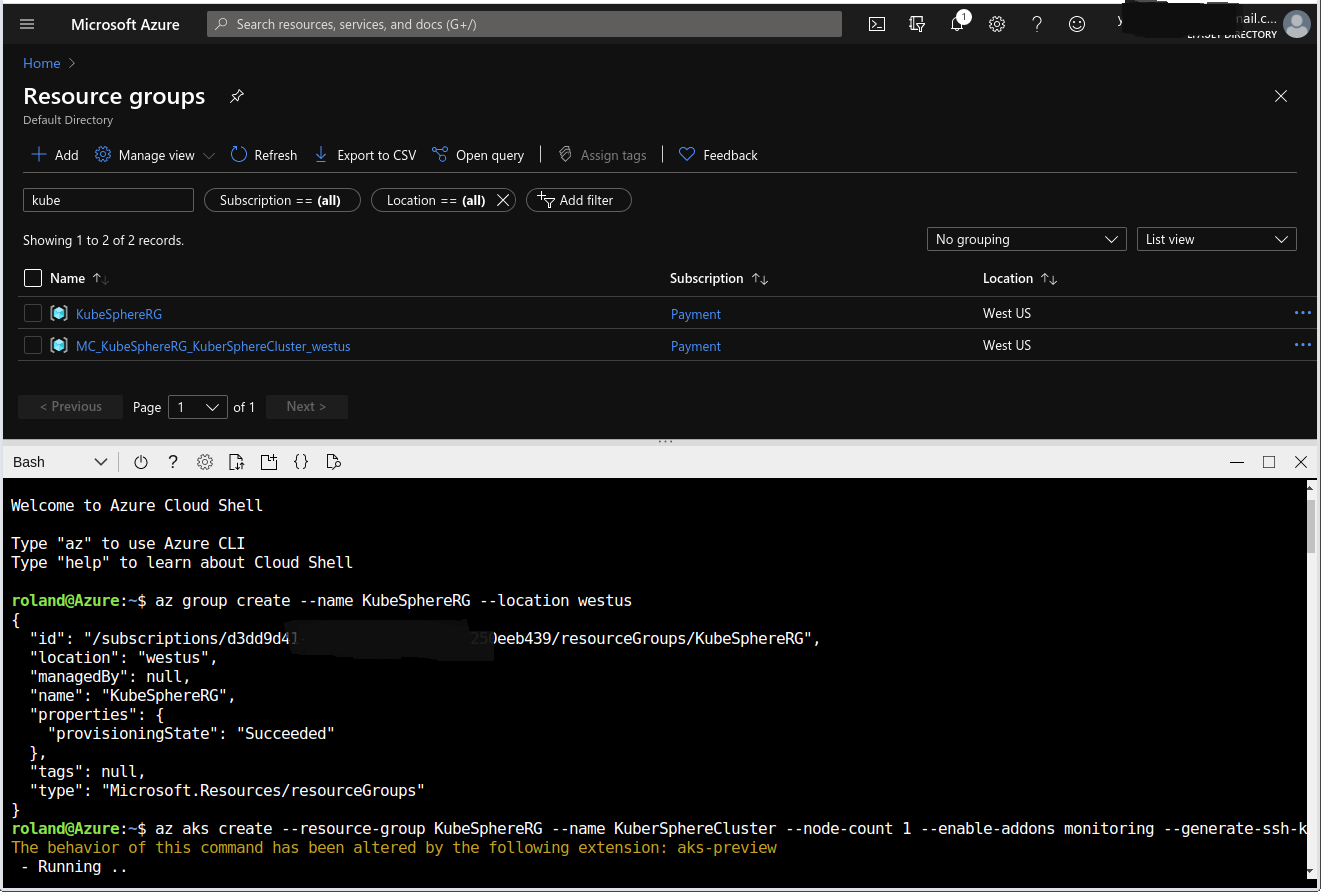 Microsoft Azure
Search resources, services, and docs (G+/)
1
nail.c...
DIRECTORY
Home >
Resource groups
Default Directory
Add
Manage view
Refresh
Export to CSV
Open query
Assign tags
Feedback
kube
Subscription == (all)
Location == (all)
Add filter
Showing 1 to 2 of 2 records.
No grouping
List view
Name
Subscription
Location
KubeSphereRG
Payment
West US
MC_KubeSphereRG_KuberSphereCluster_westus
Payment
West US
< Previous
Page
1
of 1
Next >
Bash
Welcome to Azure Cloud Shell
Type "az" to use Azure CLI
Type "help" to learn about Cloud Shell
roland@Azure:~$ az group create --name KubeSphereRG --location westus
{
"id": "/subscriptions/d3dd9d41- 250eeb439/resourceGroups/KubeSphereRG",
"location": "westus",
"managedBy": null,
"name": "KubeSphereRG",
"properties": {
"provisioningState": "Succeeded"
},
"tags": null,
"type": "Microsoft.Resources/resourceGroups"
}
roland@Azure:~$ az aks create --resource-group KubeSphereRG --name KuberSphereCluster --node-count 1 --enable-addons monitoring --generate-ssh-k
The behavior of this command has been altered by the following extension: aks-preview
- Running ..